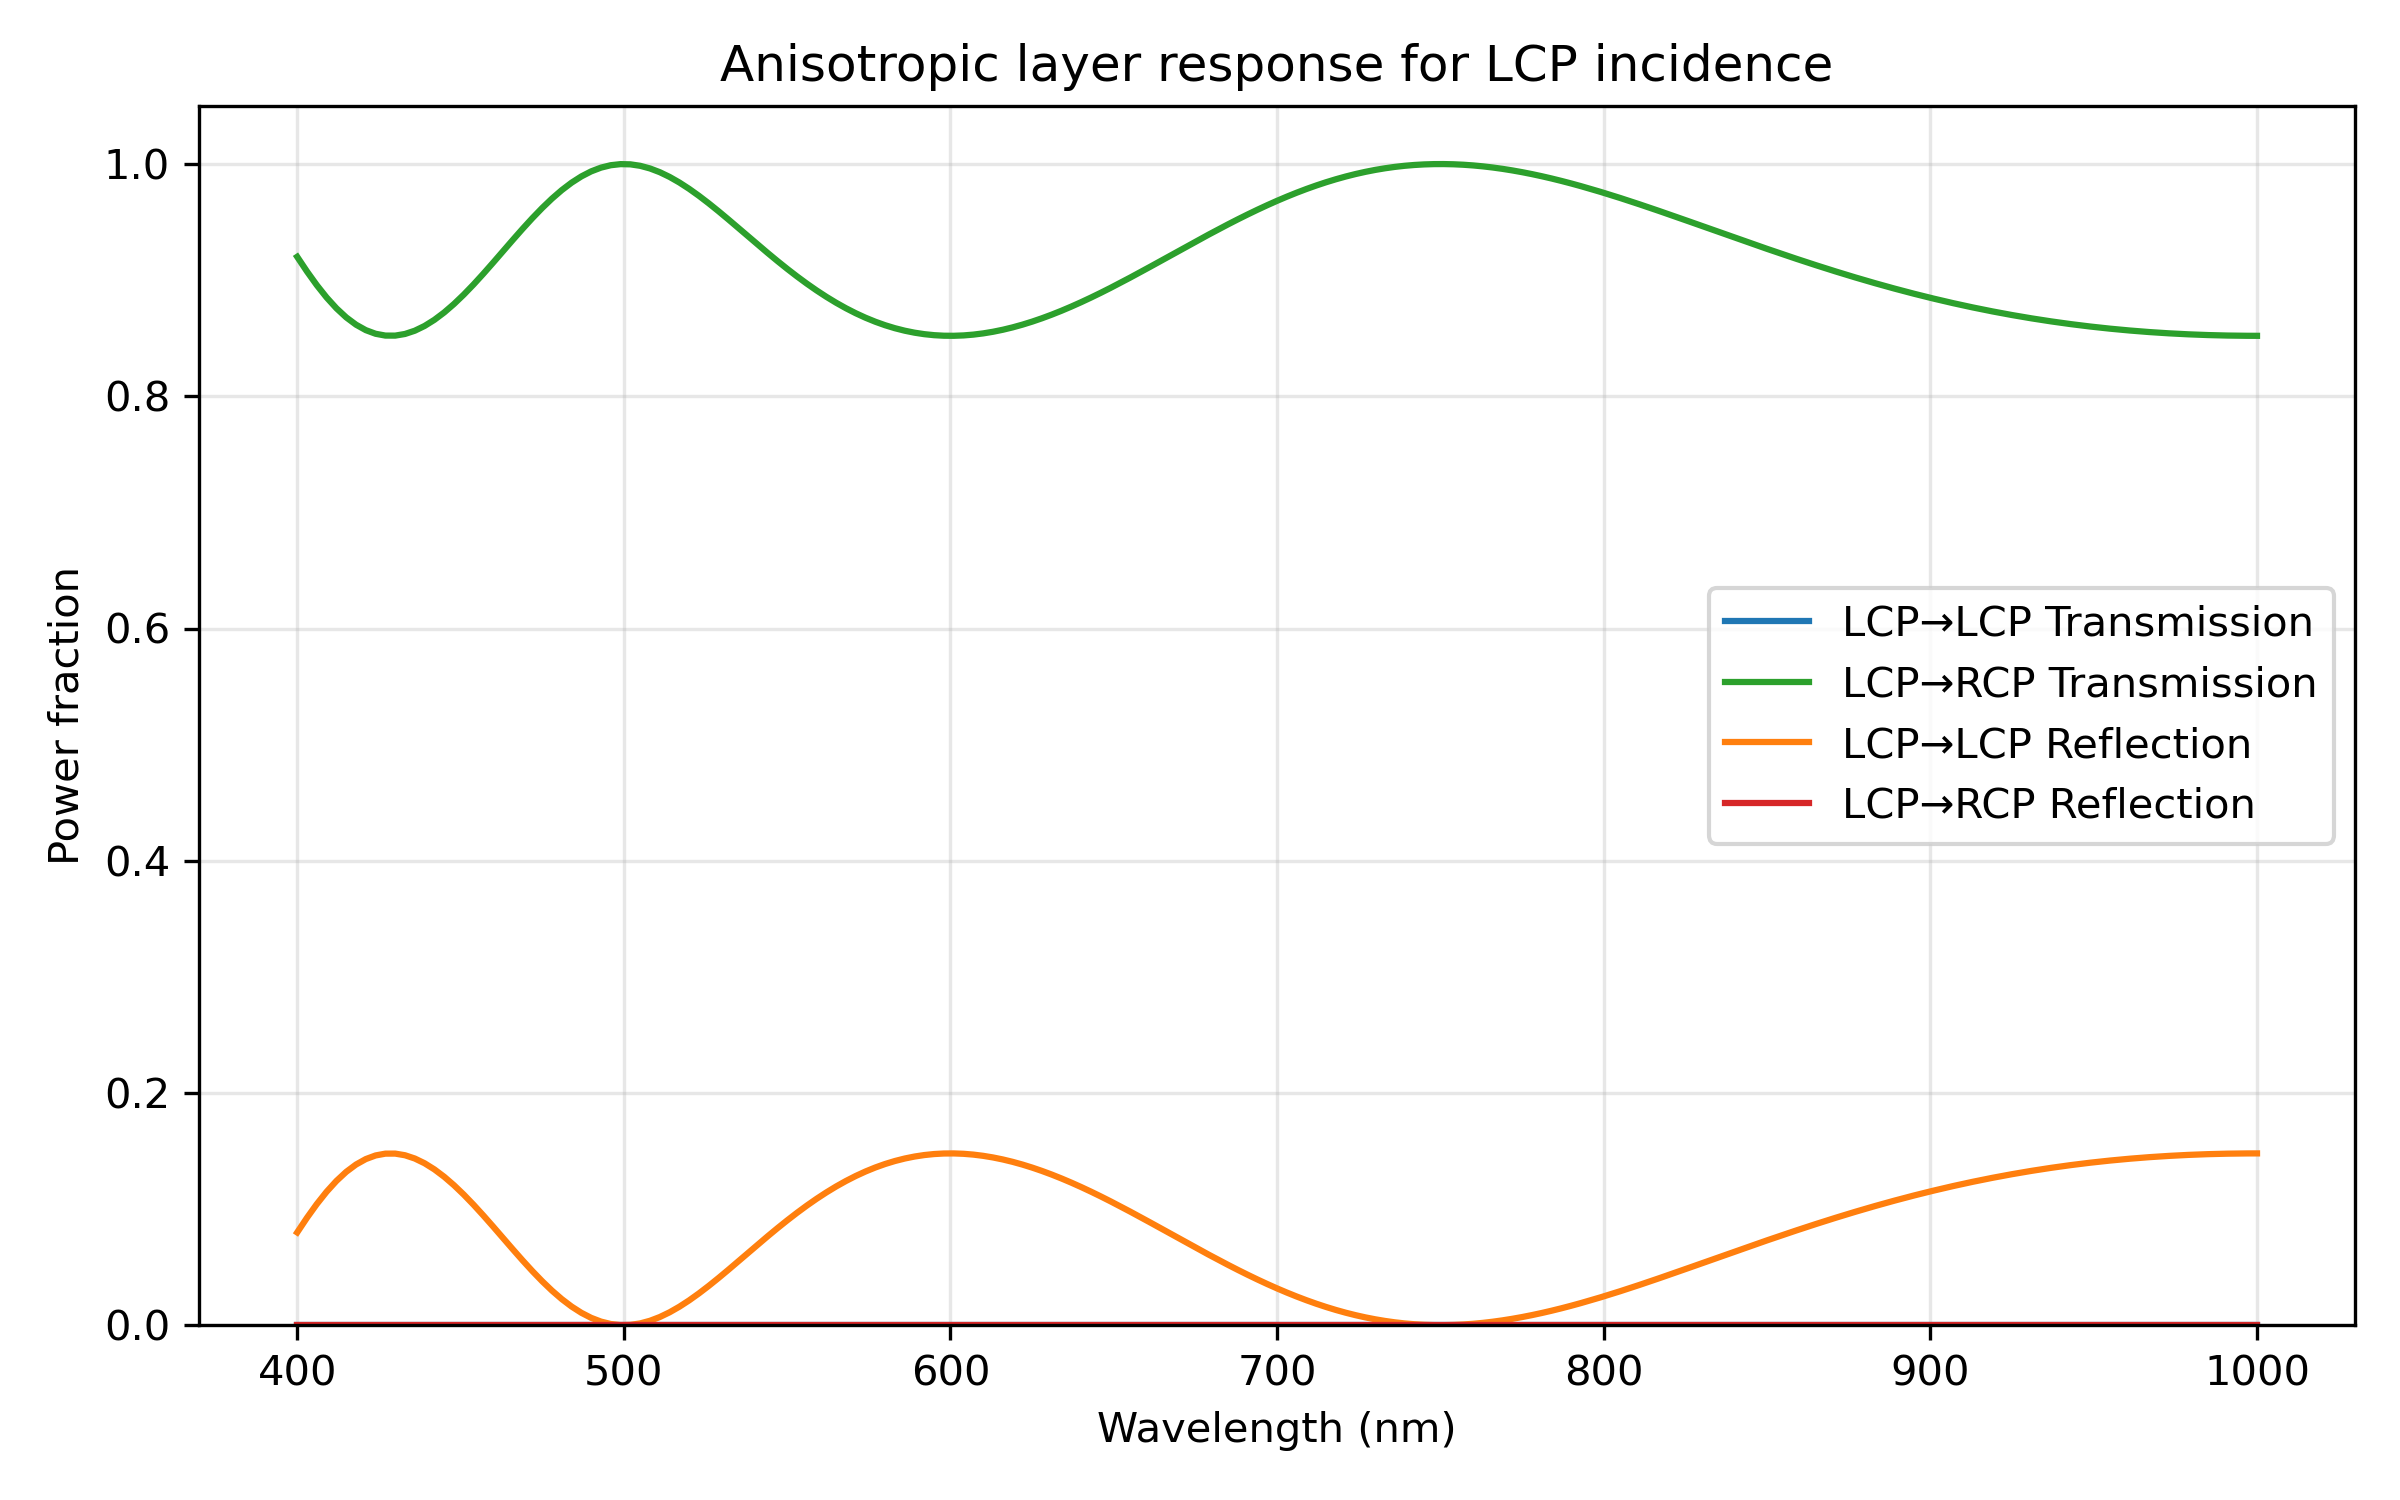 Anisotropic layer response for LCP incidence
1.0
0.8
0.6
0.4
0.2
0.0
Power fraction
LCP→LCP Transmission
LCP→RCP Transmission
LCP→LCP Reflection
LCP→RCP Reflection
400 500 600 700 800 900 1000
Wavelength (nm)